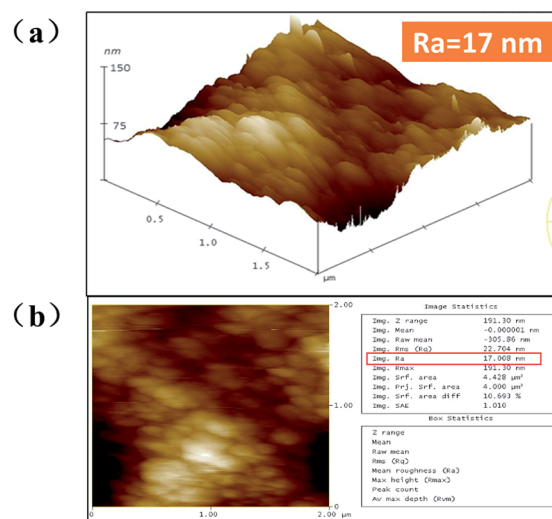 (a)
Ra=17 nm
nm
150
75
0.5
1.0
1.5
μm
(b)
2.00
1.00
0
0
1.00
2.00
μm
Image Statistics
Img. Z range 191.30 nm
Img. Mean -0.000001 nm
Img. Raw mean -305.86 nm
Img. Rms (Rq) 22.704 nm
Img. Ra 17.008 nm
Img. Rmax 191.30 nm
Img. Srf. area 4.428 μm²
Img. Prj. Srf. area 4.000 μm²
Img. Srf. area diff 10.693 %
Img. SAE 1.010
Box Statistics
Z range
Mean
Raw mean
Rms (Rq)
Mean roughness (Ra)
Max height (Rmax)
Peak count
Av max depth (Rvm)